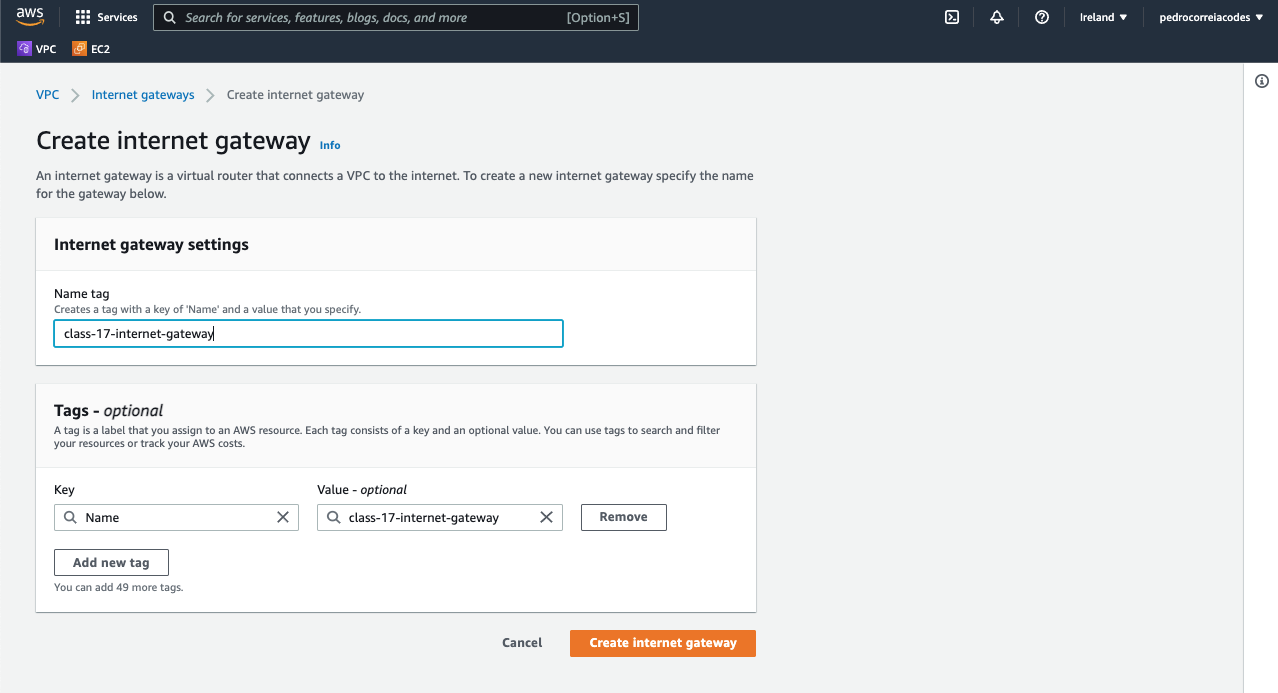 aws
Services
Search for services, features, blogs, docs, and more
[Option+S]
Ireland ▼
pedrocorreiacodes ▼
VPC
EC2
VPC > Internet gateways > Create internet gateway
Create internet gateway Info
An internet gateway is a virtual router that connects a VPC to the internet. To create a new internet gateway specify the name
for the gateway below.
Internet gateway settings
Name tag
Creates a tag with a key of 'Name' and a value that you specify.
class-17-internet-gateway
Tags - optional
A tag is a label that you assign to an AWS resource. Each tag consists of a key and an optional value. You can use tags to search and filter
your resources or track your AWS costs.
Key
Value - optional
Name
class-17-internet-gateway
Remove
Add new tag
You can add 49 more tags.
Cancel
Create internet gateway